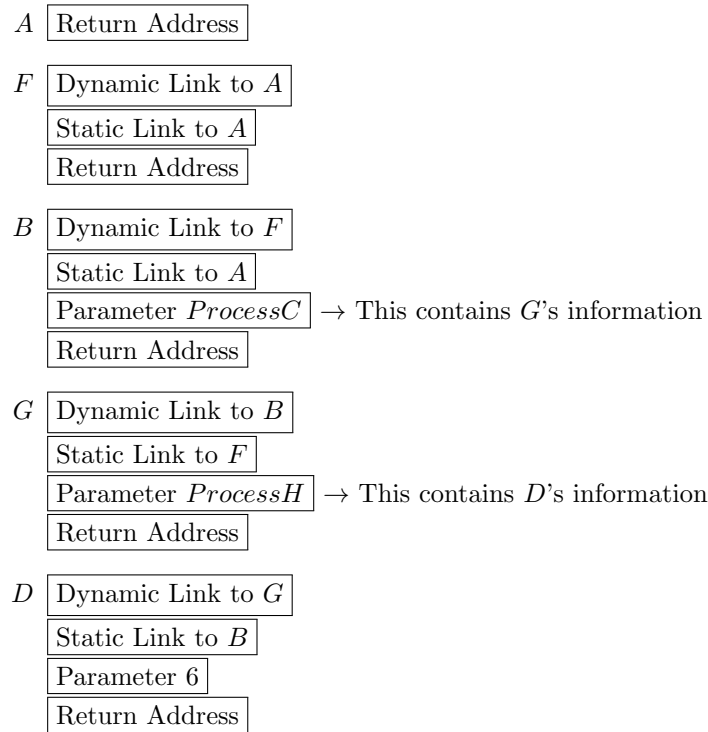 A Return Address
F Dynamic Link to A
Static Link to A
Return Address
B Dynamic Link to F
Static Link to A
Parameter ProcessC → This contains G's information
Return Address
G Dynamic Link to B
Static Link to F
Parameter ProcessH → This contains D's information
Return Address
D Dynamic Link to G
Static Link to B
Parameter 6
Return Address